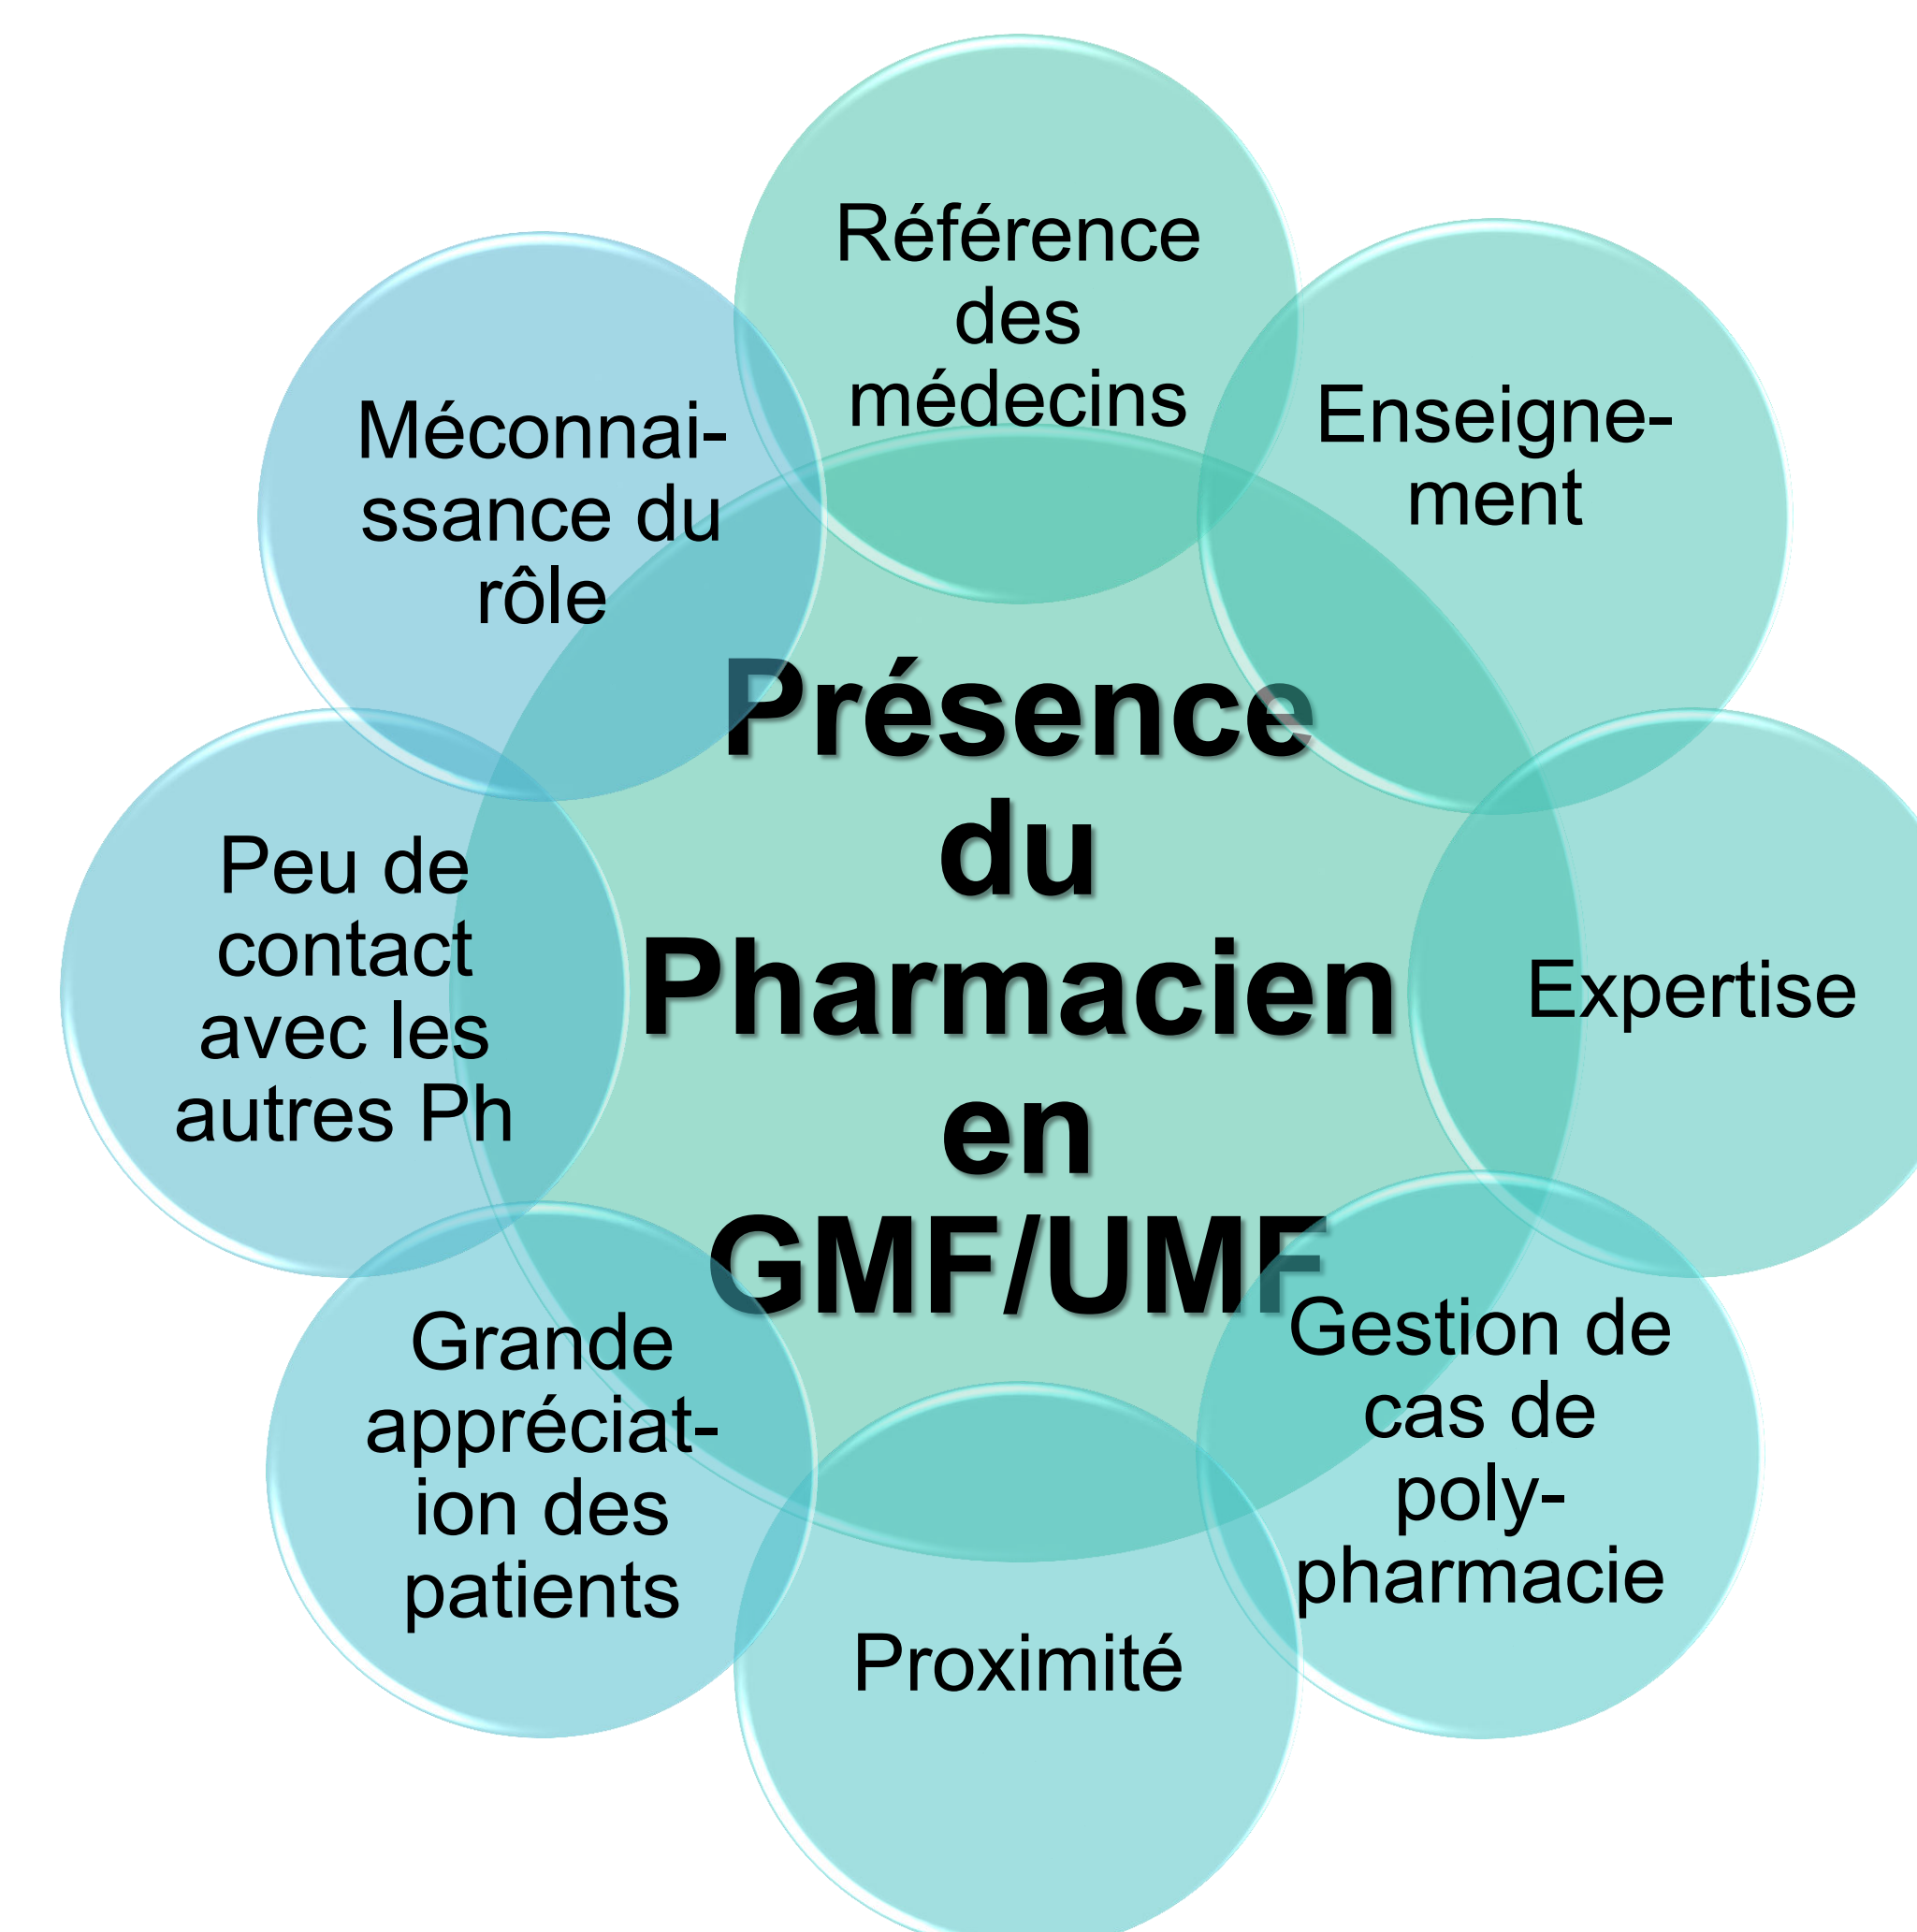 Référence
des
médecins
Enseigne-
ment
Expertise
Gestion de
cas de
poly-
pharmacie
Proximité
Grande
appréciat-
ion des
patients
Peu de
contact
avec les
autres Ph
Méconnai-
ssance du
rôle
Présence
du
Pharmacien
en
GMF/UMF